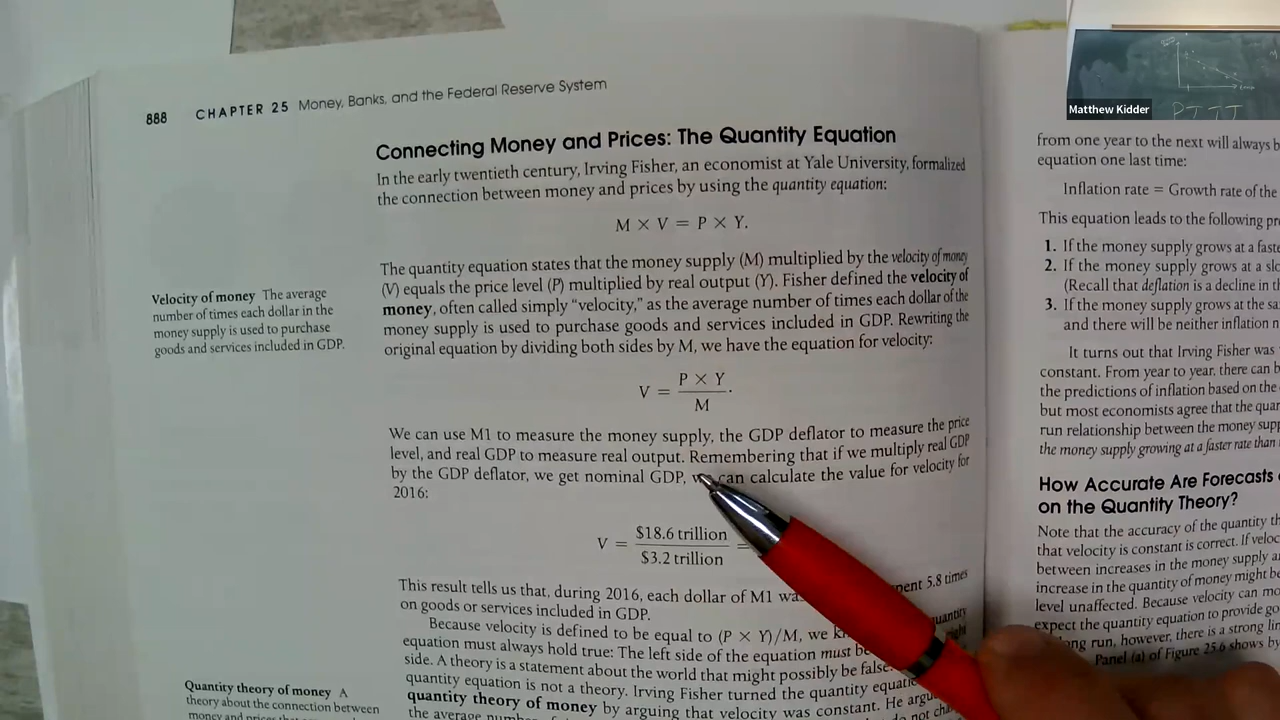 888 CHAPTER 25 Money, Banks, and the Federal Reserve System
Connecting Money and Prices: The Quantity Equation
In the early twentieth century, Irving Fisher, an economist at Yale University, formalized
the connection between money and prices by using the quantity equation:
M × V = P × Y.
The quantity equation states that the money supply (M) multiplied by the velocity of money
(V) equals the price level (P) multiplied by real output (Y). Fisher defined the velocity of
money, often called simply “velocity,” as the average number of times each dollar of the
money supply is used to purchase goods and services included in GDP. Rewriting the
original equation by dividing both sides by M, we have the equation for velocity:
V = P × Y
M.
We can use M1 to measure the money supply, the GDP deflator to measure the price
level, and real GDP to measure real output. Remembering that if we multiply real GDP
by the GDP deflator, we get nominal GDP, we can calculate the value for velocity for
2016:
V = $18.6 trillion
$3.2 trillion =
This result tells us that, during 2016, each dollar of M1 spent 5.8 times
on goods or services included in GDP.
Because velocity is defined to be equal to (P × Y)/M, we quantity
equation must always hold true: The left side of the equation must be right
side. A theory is a statement about the world that might possibly be false.
quantity equation is not a theory. Irving Fisher turned the quantity
quantity theory of money by arguing that velocity was constant. He
the average
Velocity of money The average
number of times each dollar in the
money supply is used to purchase
goods and services included in GDP.
Quantity theory of money A
theory about the connection between
money and prices that
from one year to the next will always
equation one last time:
Inflation rate = Growth rate of the
This equation leads to the following
1. If the money supply grows at a
2. If the money supply grows at a
(Recall that deflation is a decline in
3. If the money supply grows at the
and there will be neither inflation
It turns out that Irving Fisher was
constant. From year to year, there can
the predictions of inflation based on the
but most economists agree that the
run relationship between the money
the money supply growing at a faster rate than
How Accurate Are Forecasts
on the Quantity Theory?
Note that the accuracy of the quantity
that velocity is constant is correct. If
between increases in the money supply
increase in the quantity of money might be
level unaffected. Because velocity can
expect the quantity equation to provide
run, however, there is a strong
Panel (a) of Figure 25.6 shows
Matthew Kidder